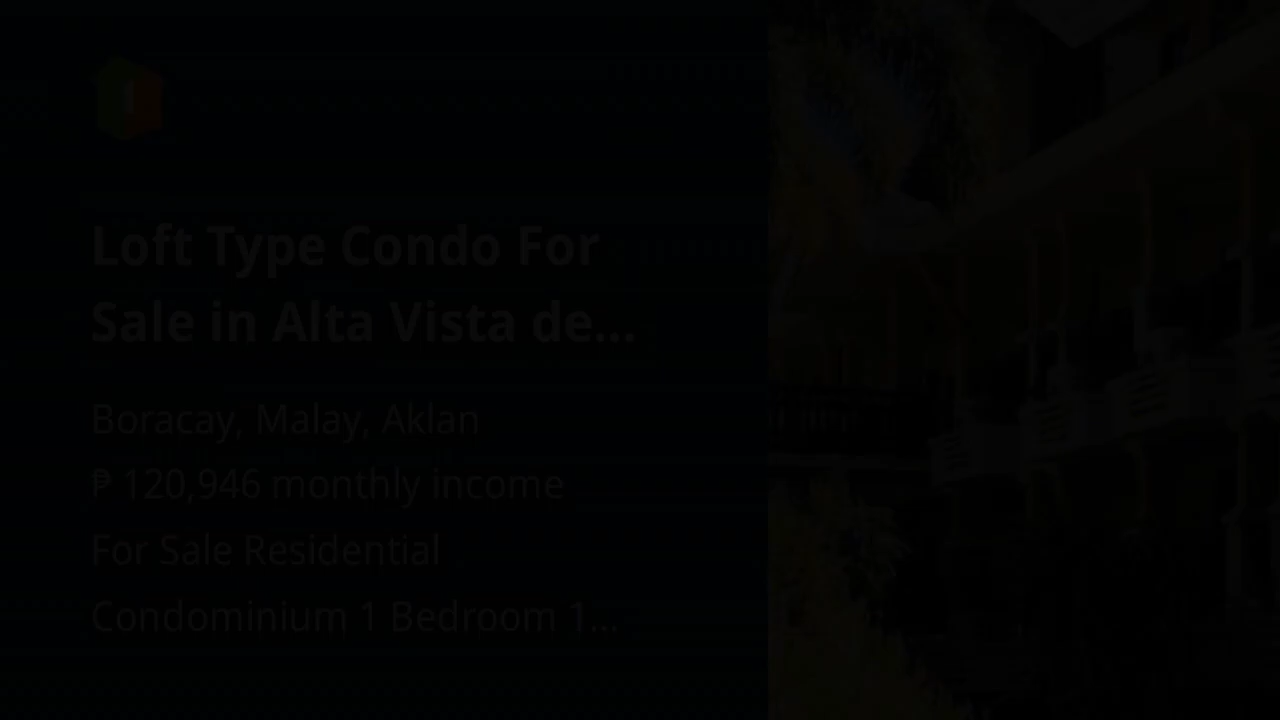 Loft Type Condo For
Sale in Alta Vista de...
Boracay, Malay, Aklan
₱ 120,946 monthly income
For Sale Residential
Condominium 1 Bedroom 1...